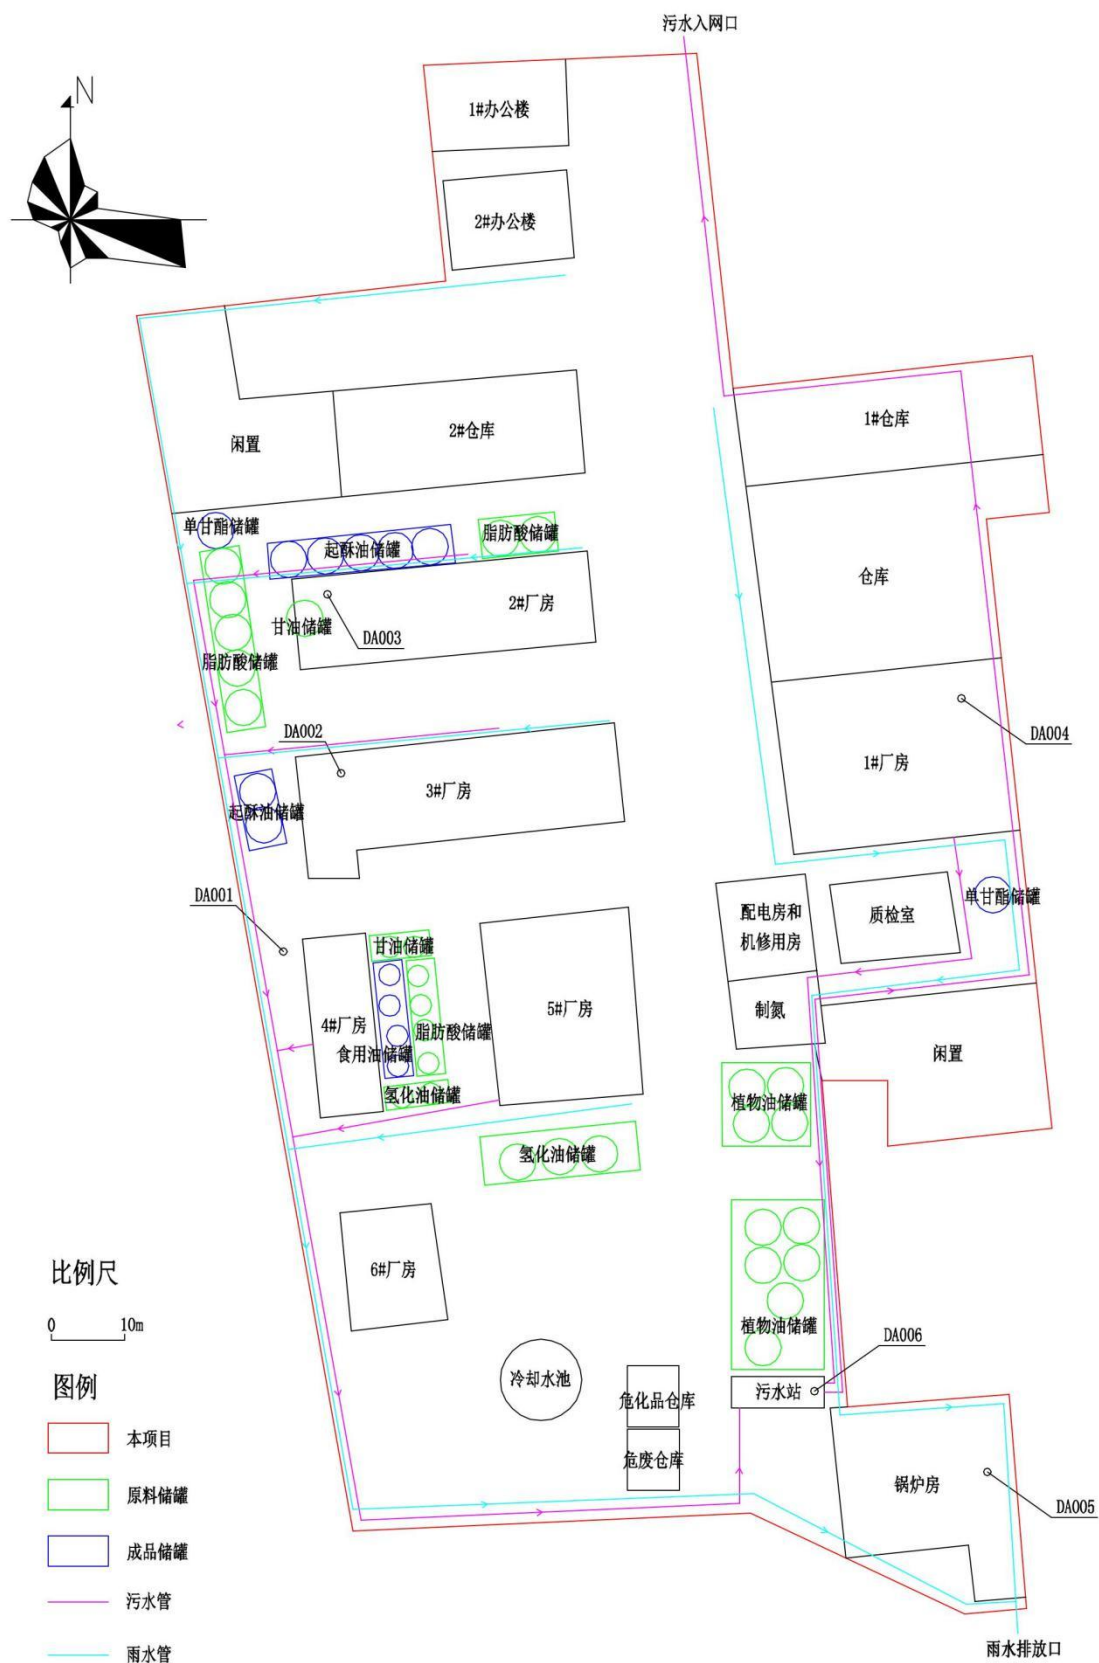 污水入网口
N
1#办公楼
2#办公楼
闲置
2#仓库
1#仓库
仓库
单甘酯储罐
起酥油储罐
脂肪酸储罐
甘油储罐
2#厂房
DA003
脂肪酸储罐
DA002
3#厂房
DA004
1#厂房
起酥油储罐
DA001
配电房和
机修用房
质检室
单甘酯储罐
甘油储罐
4#厂房
脂肪酸储罐
食用油储罐
氢化油储罐
5#厂房
制氮
闲置
植物油储罐
氢化油储罐
6#厂房
植物油储罐
冷却水池
危化品仓库
危废仓库
污水站
DA006
锅炉房
DA005
雨水排放口
比例尺
0 10m
图例
本项目
原料储罐
成品储罐
污水管
雨水管